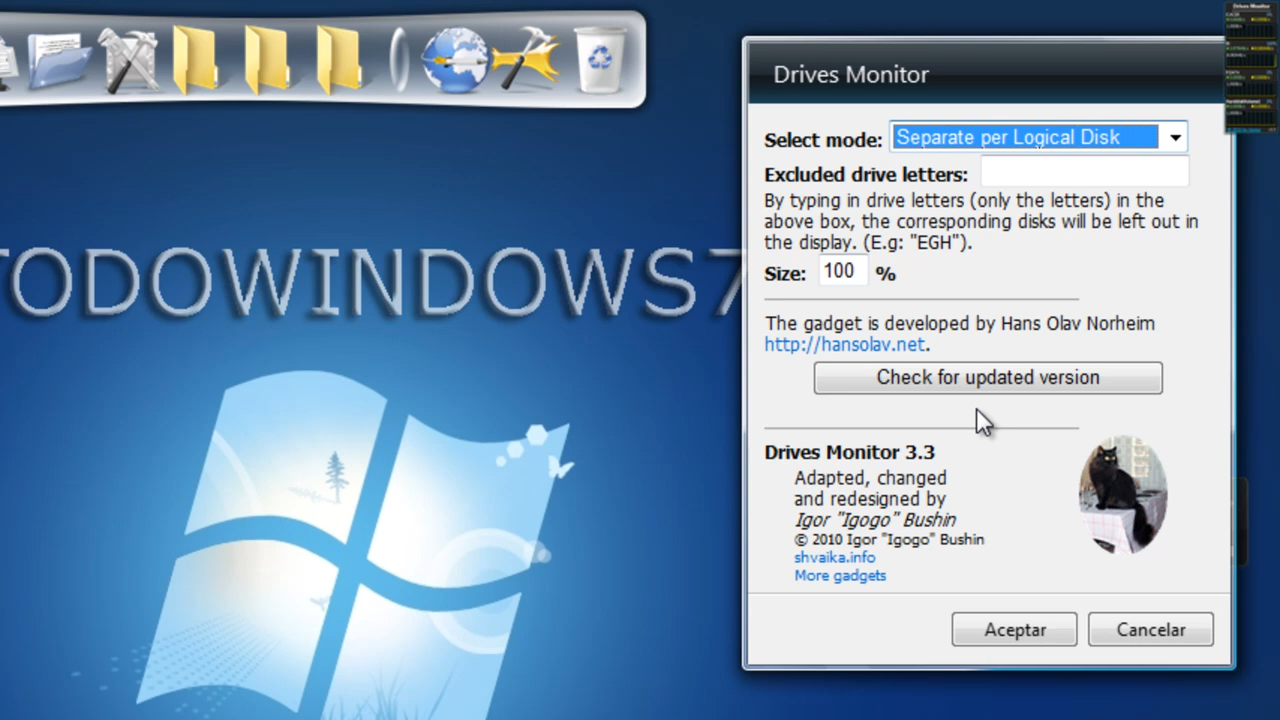 Drives Monitor
Drives Monitor
Select mode: Separate per Logical Disk
Excluded drive letters:
By typing in drive letters (only the letters) in the
above box, the corresponding disks will be left out in
the display. (E.g: "EGH").
Size: 100 %
TODOWINDOWS7
The gadget is developed by Hans Olav Norheim
http://hansolav.net.
Check for updated version
Drives Monitor 3.3
Adapted, changed
and redesigned by
Igor "Igogo" Bushin
© 2010 Igor "Igogo" Bushin
shvaika.info
More gadgets
Aceptar
Cancelar